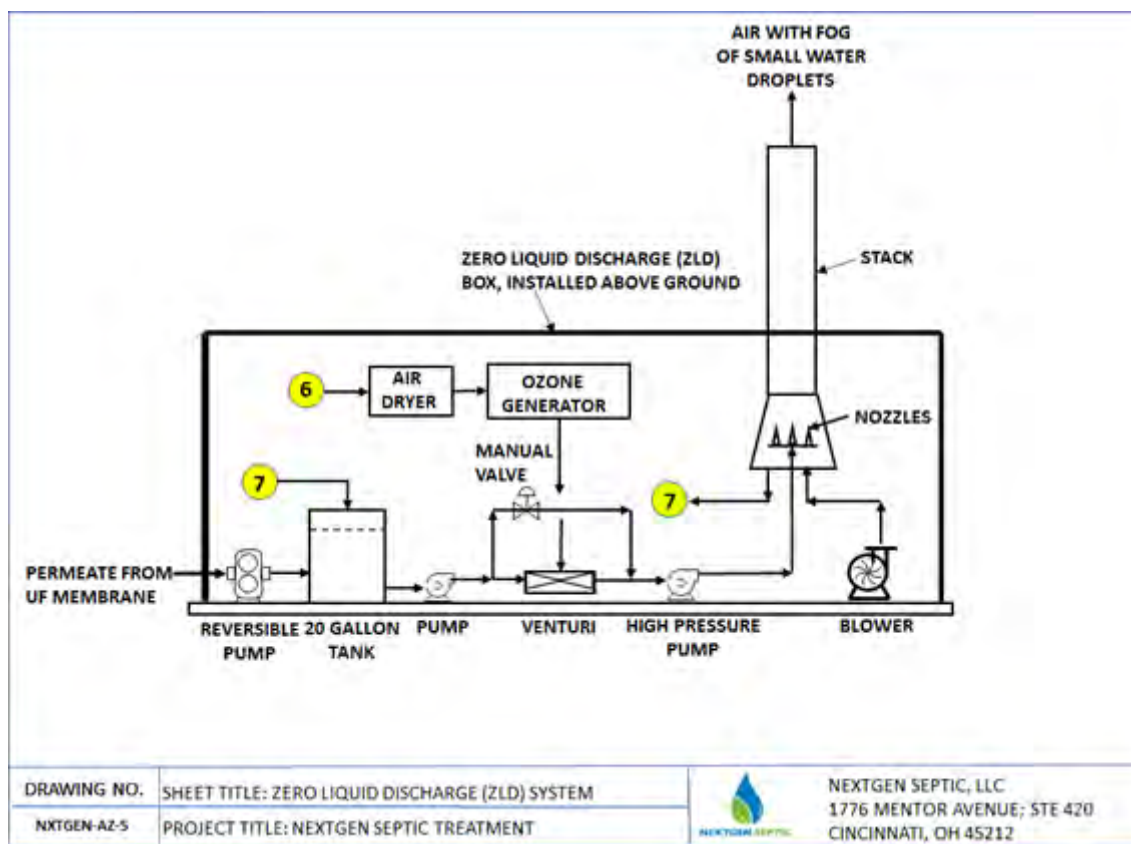 AIR WITH FOG
OF SMALL WATER
DROPLETS
ZERO LIQUID DISCHARGE (ZLD)
BOX, INSTALLED ABOVE GROUND
STACK
6
AIR
DRYER
OZONE
GENERATOR
NOZZLES
MANUAL
VALVE
7
7
PERMEATE FROM
UF MEMBRANE
REVERSIBLE
PUMP
20 GALLON
TANK
PUMP
VENTURI
HIGH PRESSURE
PUMP
BLOWER
DRAWING NO.
SHEET TITLE: ZERO LIQUID DISCHARGE (ZLD) SYSTEM
NXTGEN-AZ-5
PROJECT TITLE: NEXTGEN SEPTIC TREATMENT
NEXTGEN SEPTIC
NEXTGEN SEPTIC, LLC
1776 MENTOR AVENUE; STE 420
CINCINNATI, OH 45212